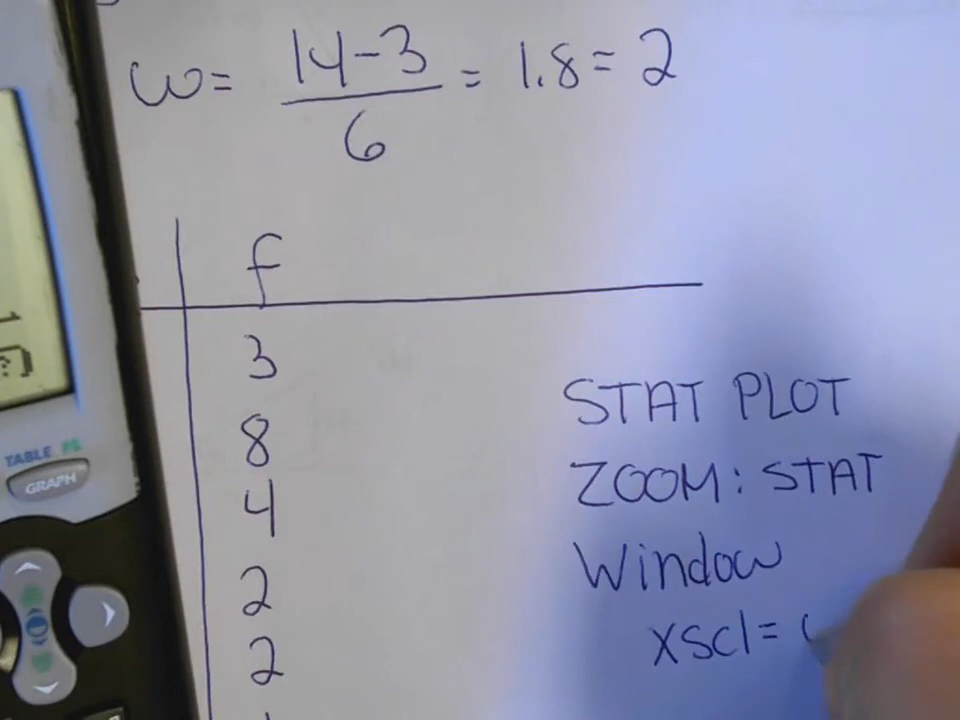 w = 14-3 / 6 = 1.8 = 2
f
3
8
4
2
2
STAT PLOT
ZOOM: STAT
Window
xscl=
TABLE F5
GRAPH